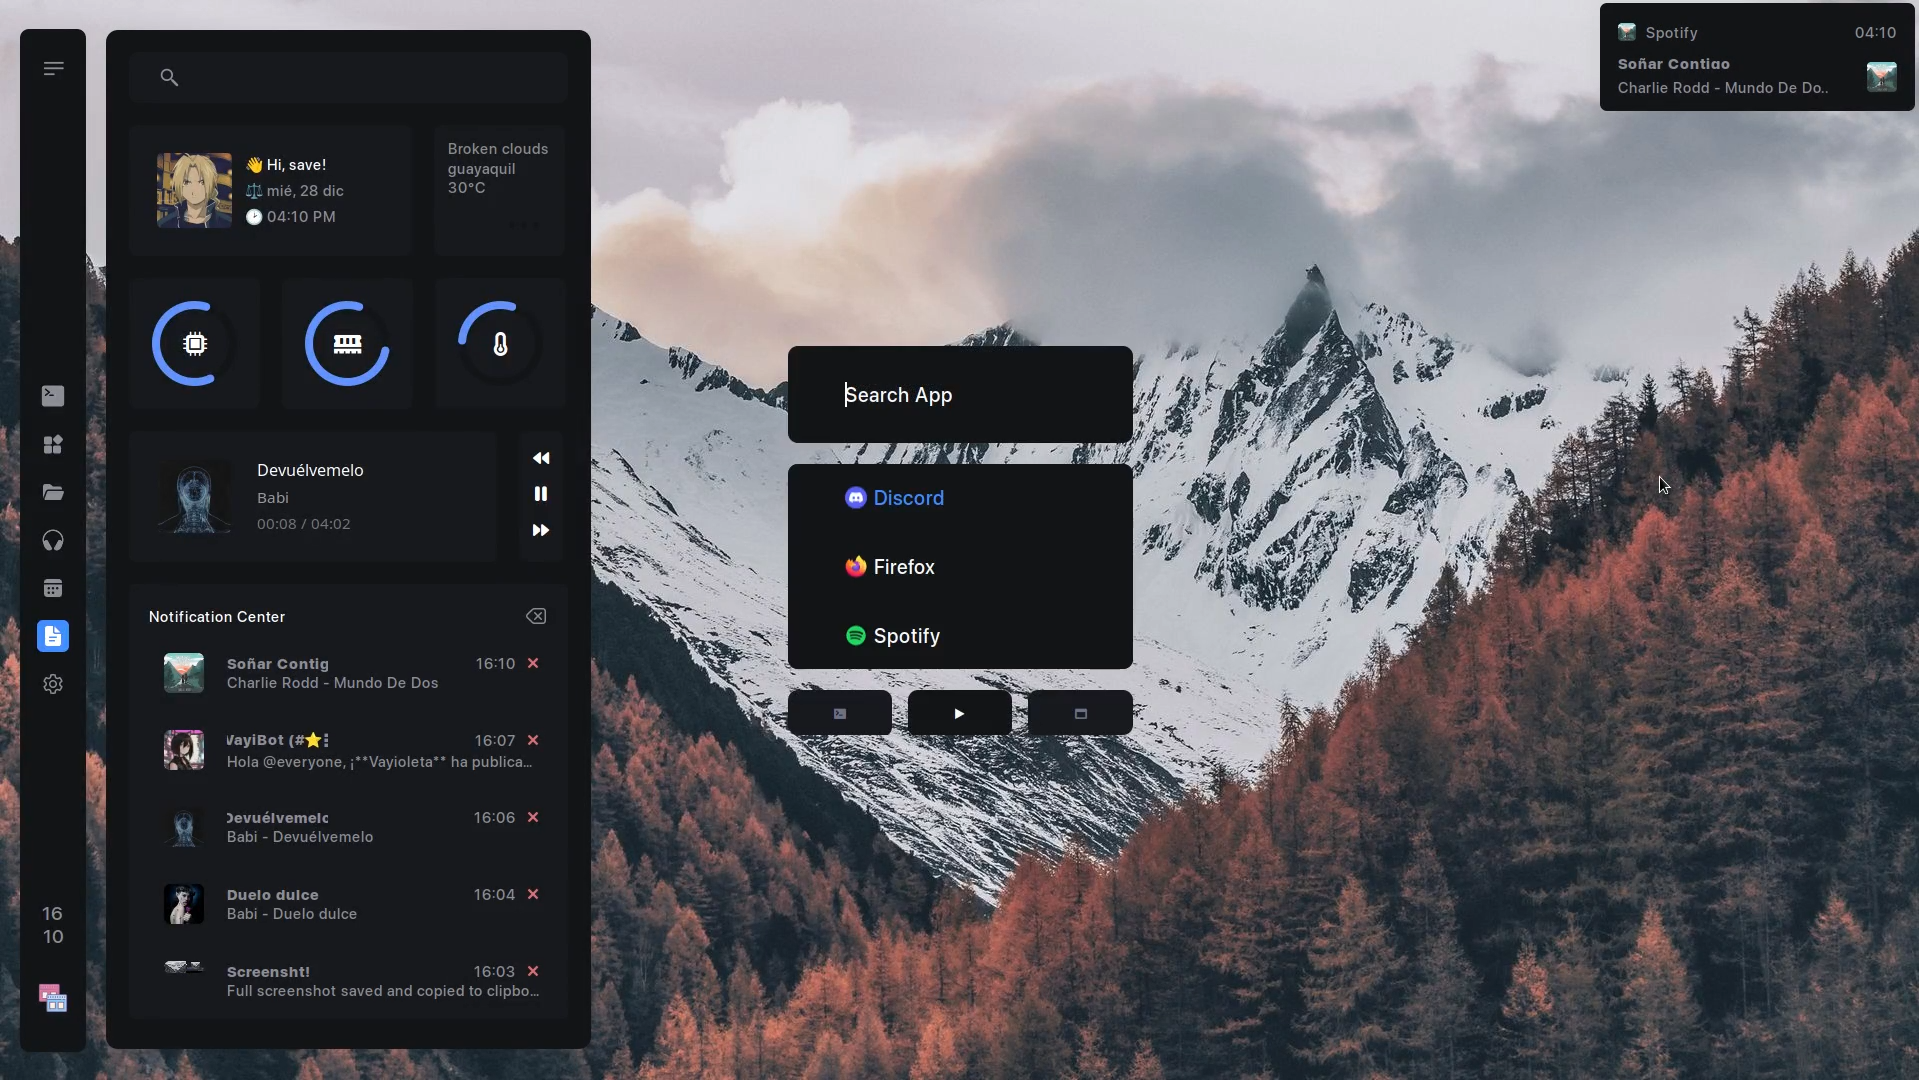 Hi, save!
mié, 28 dic
04:10 PM
Broken clouds
guayaquil
30°C
Devuélvemelo
Babi
00:08 / 04:02
Notification Center
Soñar Contig 16:10
Charlie Rodd - Mundo De Dos
VayiBot (#⭐ 16:07
Hola @everyone, ¡**Vayioleta** ha publica...
Devuélvemelo 16:06
Babi - Devuélvemelo
Duelo dulce 16:04
Babi - Duelo dulce
Screensht! 16:03
Full screenshot saved and copied to clipbo...
16
10
Search App
Discord
Firefox
Spotify
Spotify 04:10
Soñar Contigo
Charlie Rodd - Mundo De Do..